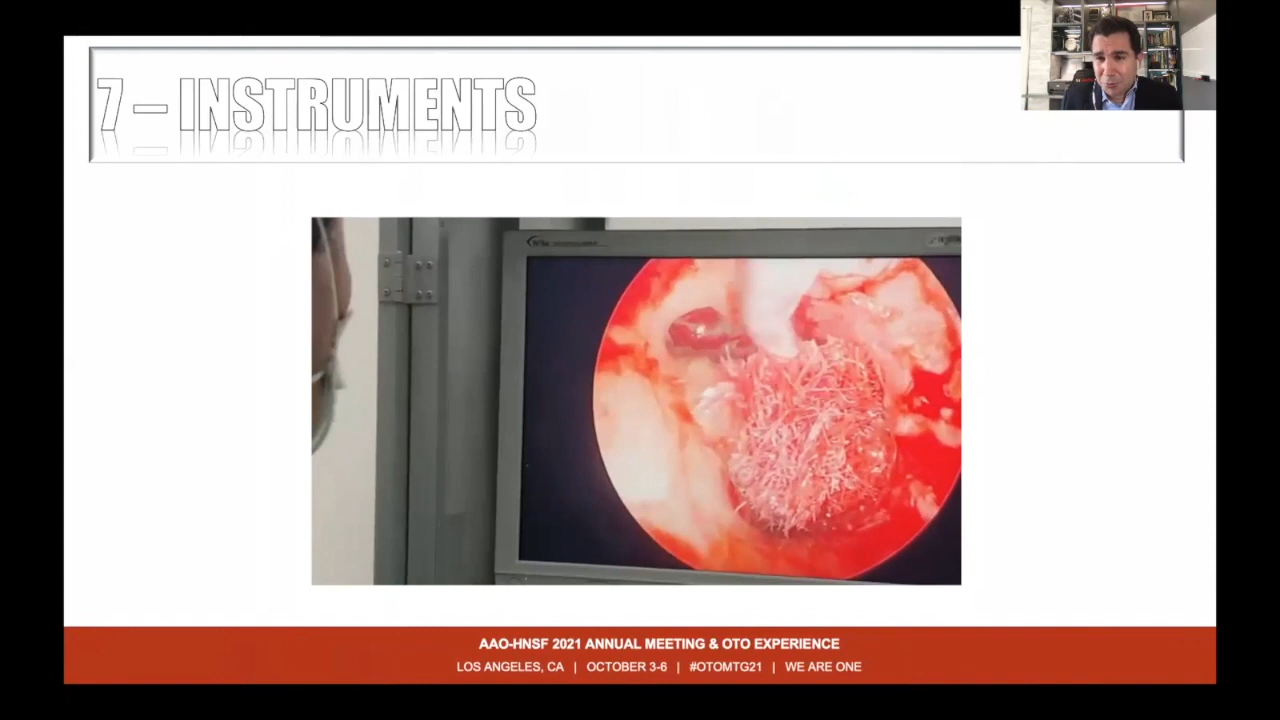 7 – INSTRUMENTS
AAO-HNSF 2021 ANNUAL MEETING & OTO EXPERIENCE
LOS ANGELES, CA | OCTOBER 3-6 | #OTOMTG21 | WE ARE ONE